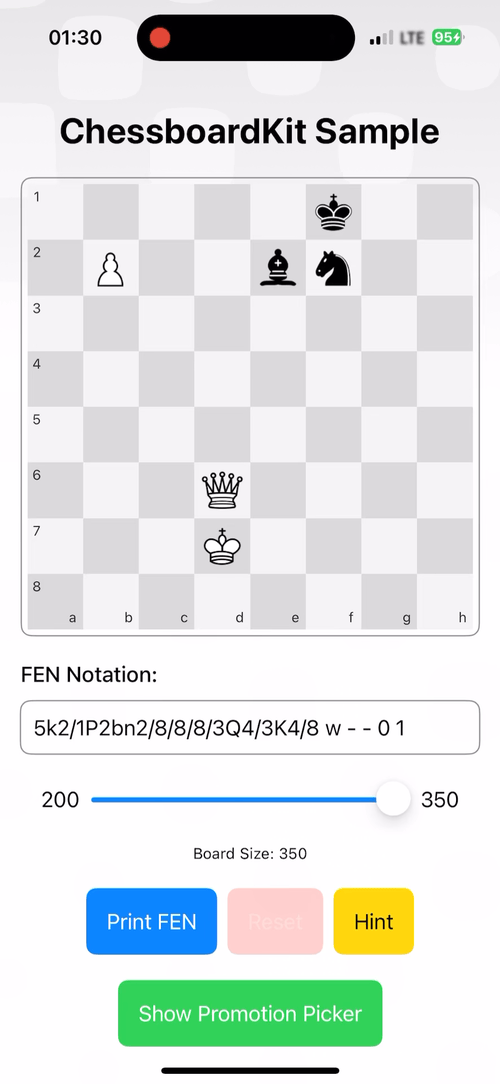 01:30
LTE 95
ChessboardKit Sample
1
2
3
4
5
6
7
8
a b c d e f g h
FEN Notation:
5k2/1P2bn2/8/8/8/3Q4/3K4/8 w - - 0 1
200 350
Board Size: 350
Print FEN Reset Hint
Show Promotion Picker